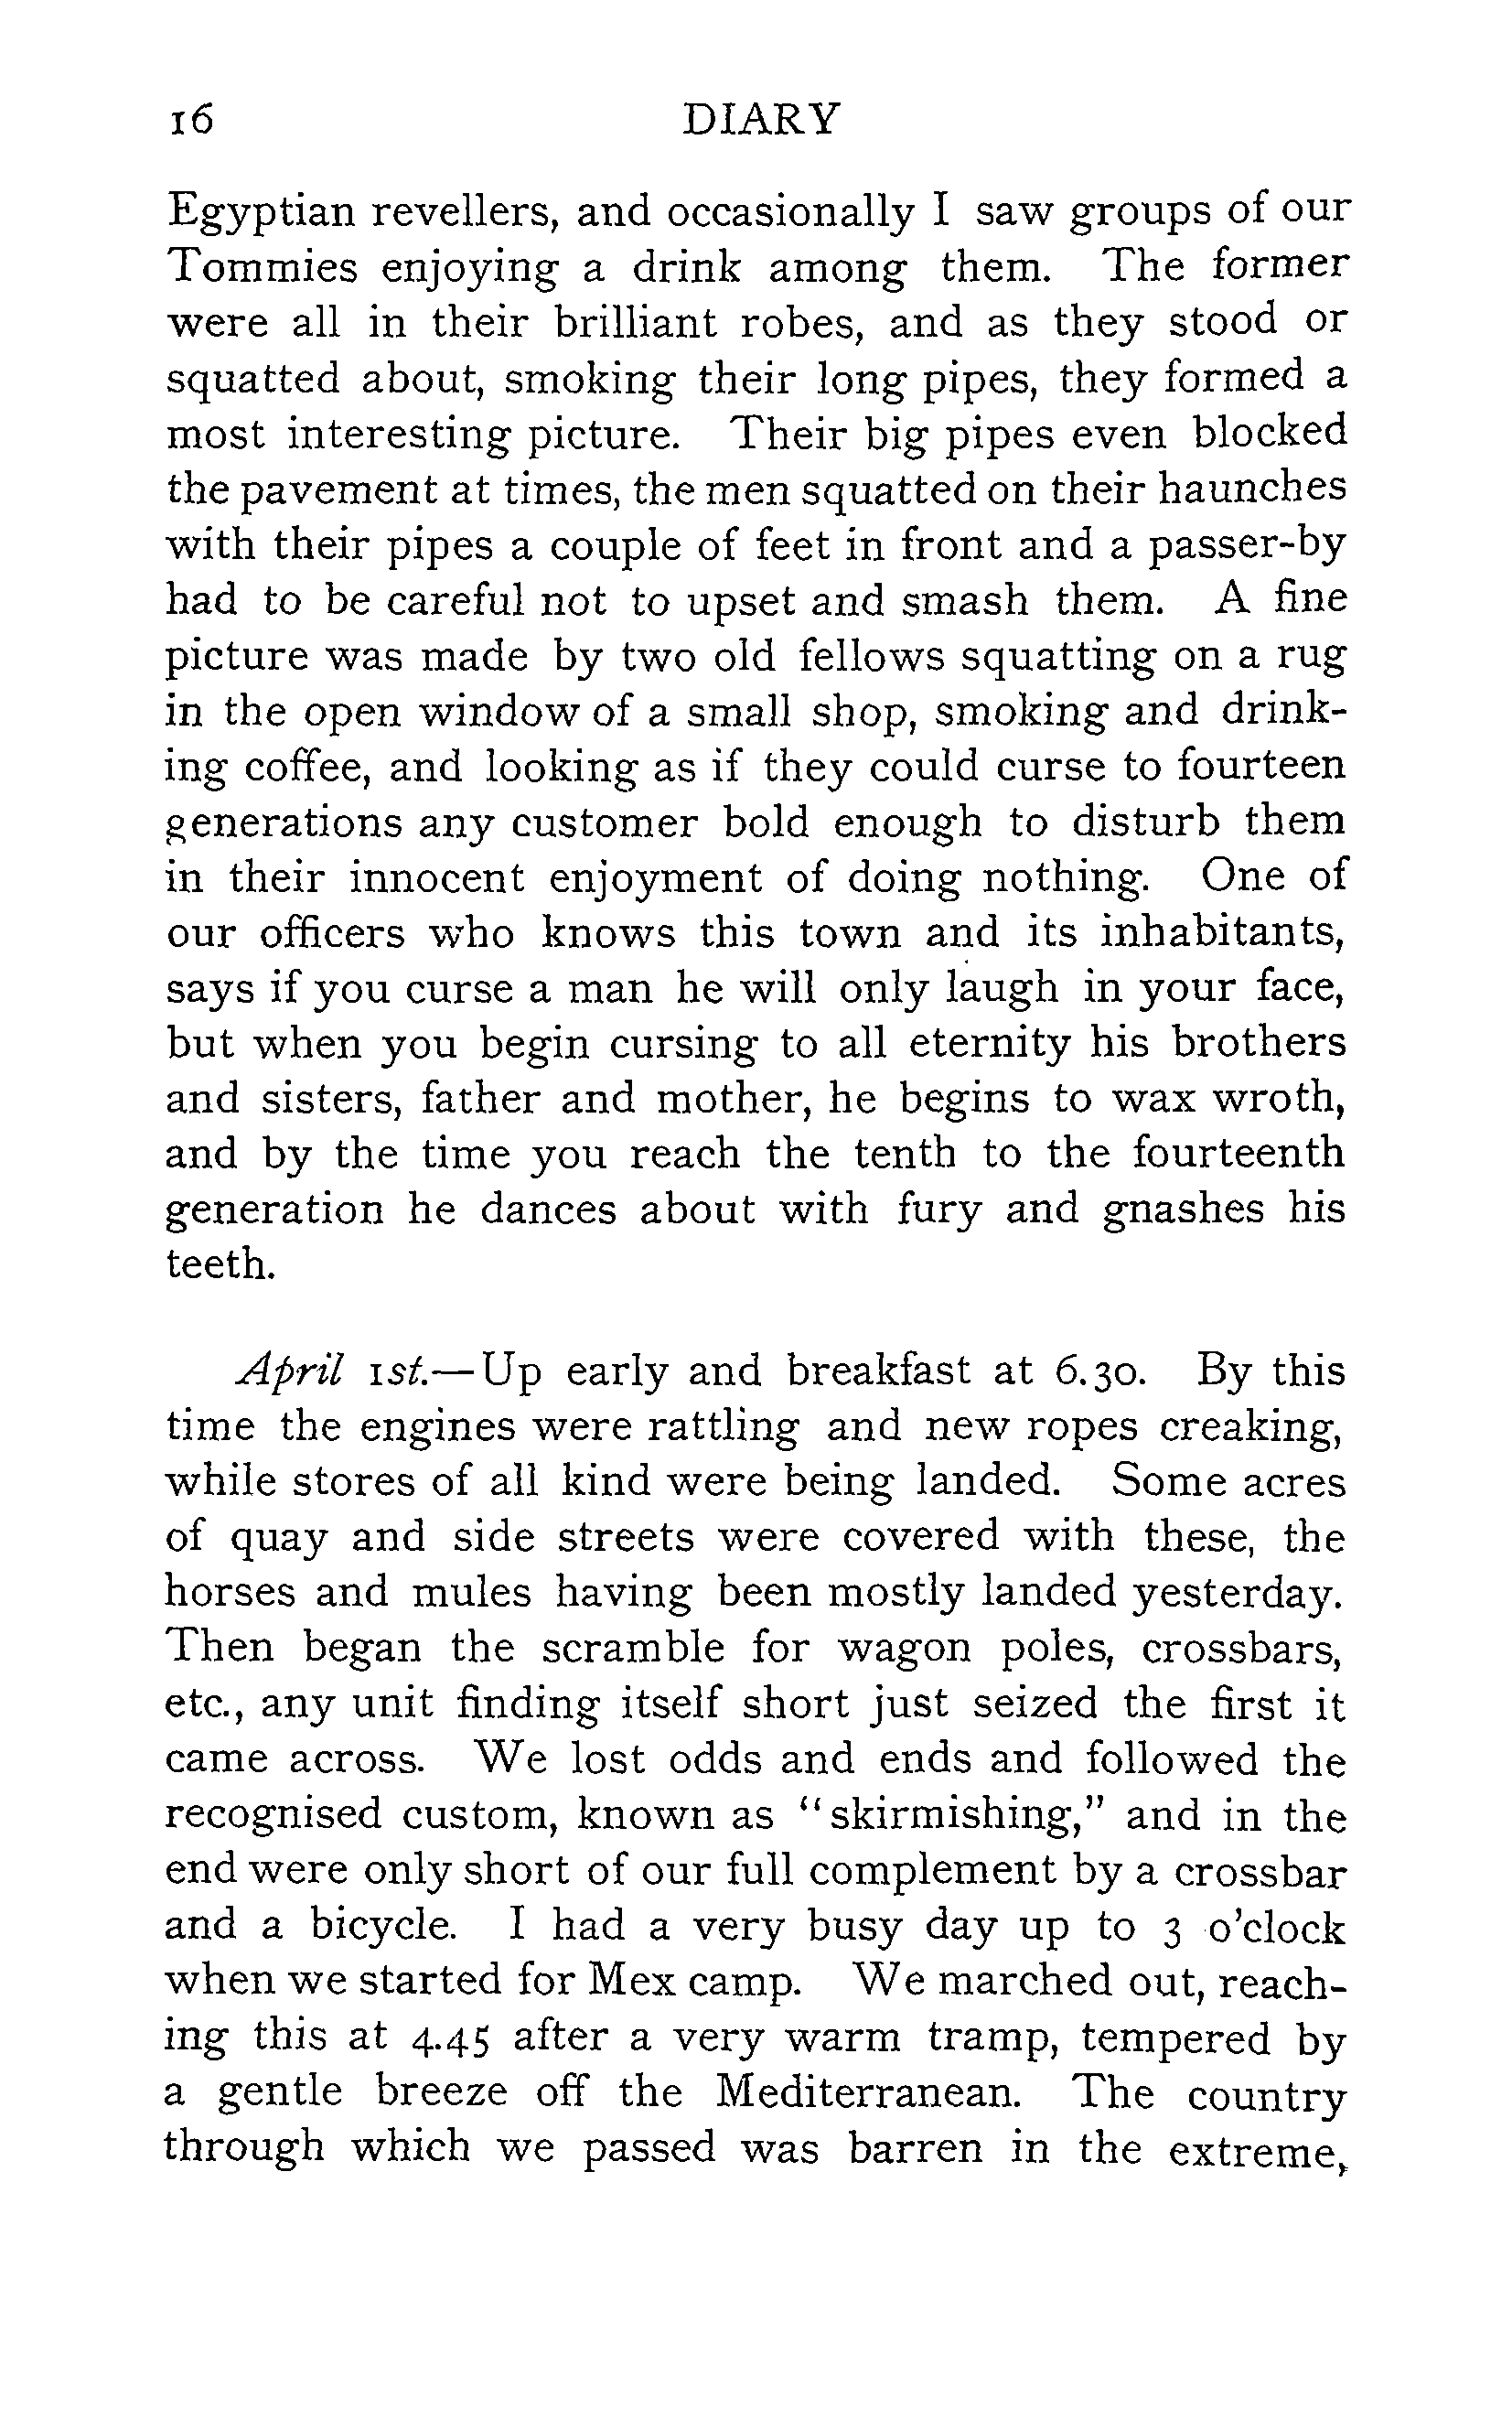 16 DIARY
Egyptian revellers, and occasionally I saw groups of our
Tommies enjoying a drink among them. The former
were all in their brilliant robes, and as they stood or
squatted about, smoking their long pipes, they formed a
most interesting picture. Their big pipes even blocked
the pavement at times, the men squatted on their haunches
with their pipes a couple of feet in front and a passer-by
had to be careful not to upset and smash them. A fine
picture was made by two old fellows squatting on a rug
in the open window of a small shop, smoking and drink-
ing coffee, and looking as if they could curse to fourteen
generations any customer bold enough to disturb them
in their innocent enjoyment of doing nothing. One of
our officers who knows this town and its inhabitants,
says if you curse a man he will only laugh in your face,
but when you begin cursing to all eternity his brothers
and sisters, father and mother, he begins to wax wroth,
and by the time you reach the tenth to the fourteenth
generation he dances about with fury and gnashes his
teeth.
April 1st.—Up early and breakfast at 6.30. By this
time the engines were rattling and new ropes creaking,
while stores of all kind were being landed. Some acres
of quay and side streets were covered with these, the
horses and mules having been mostly landed yesterday.
Then began the scramble for wagon poles, crossbars,
etc., any unit finding itself short just seized the first it
came across. We lost odds and ends and followed the
recognised custom, known as "skirmishing," and in the
end were only short of our full complement by a crossbar
and a bicycle. I had a very busy day up to 3 o'clock
when we started for Mex camp. We marched out, reach-
ing this at 4.45 after a very warm tramp, tempered by
a gentle breeze off the Mediterranean. The country
through which we passed was barren in the extreme,